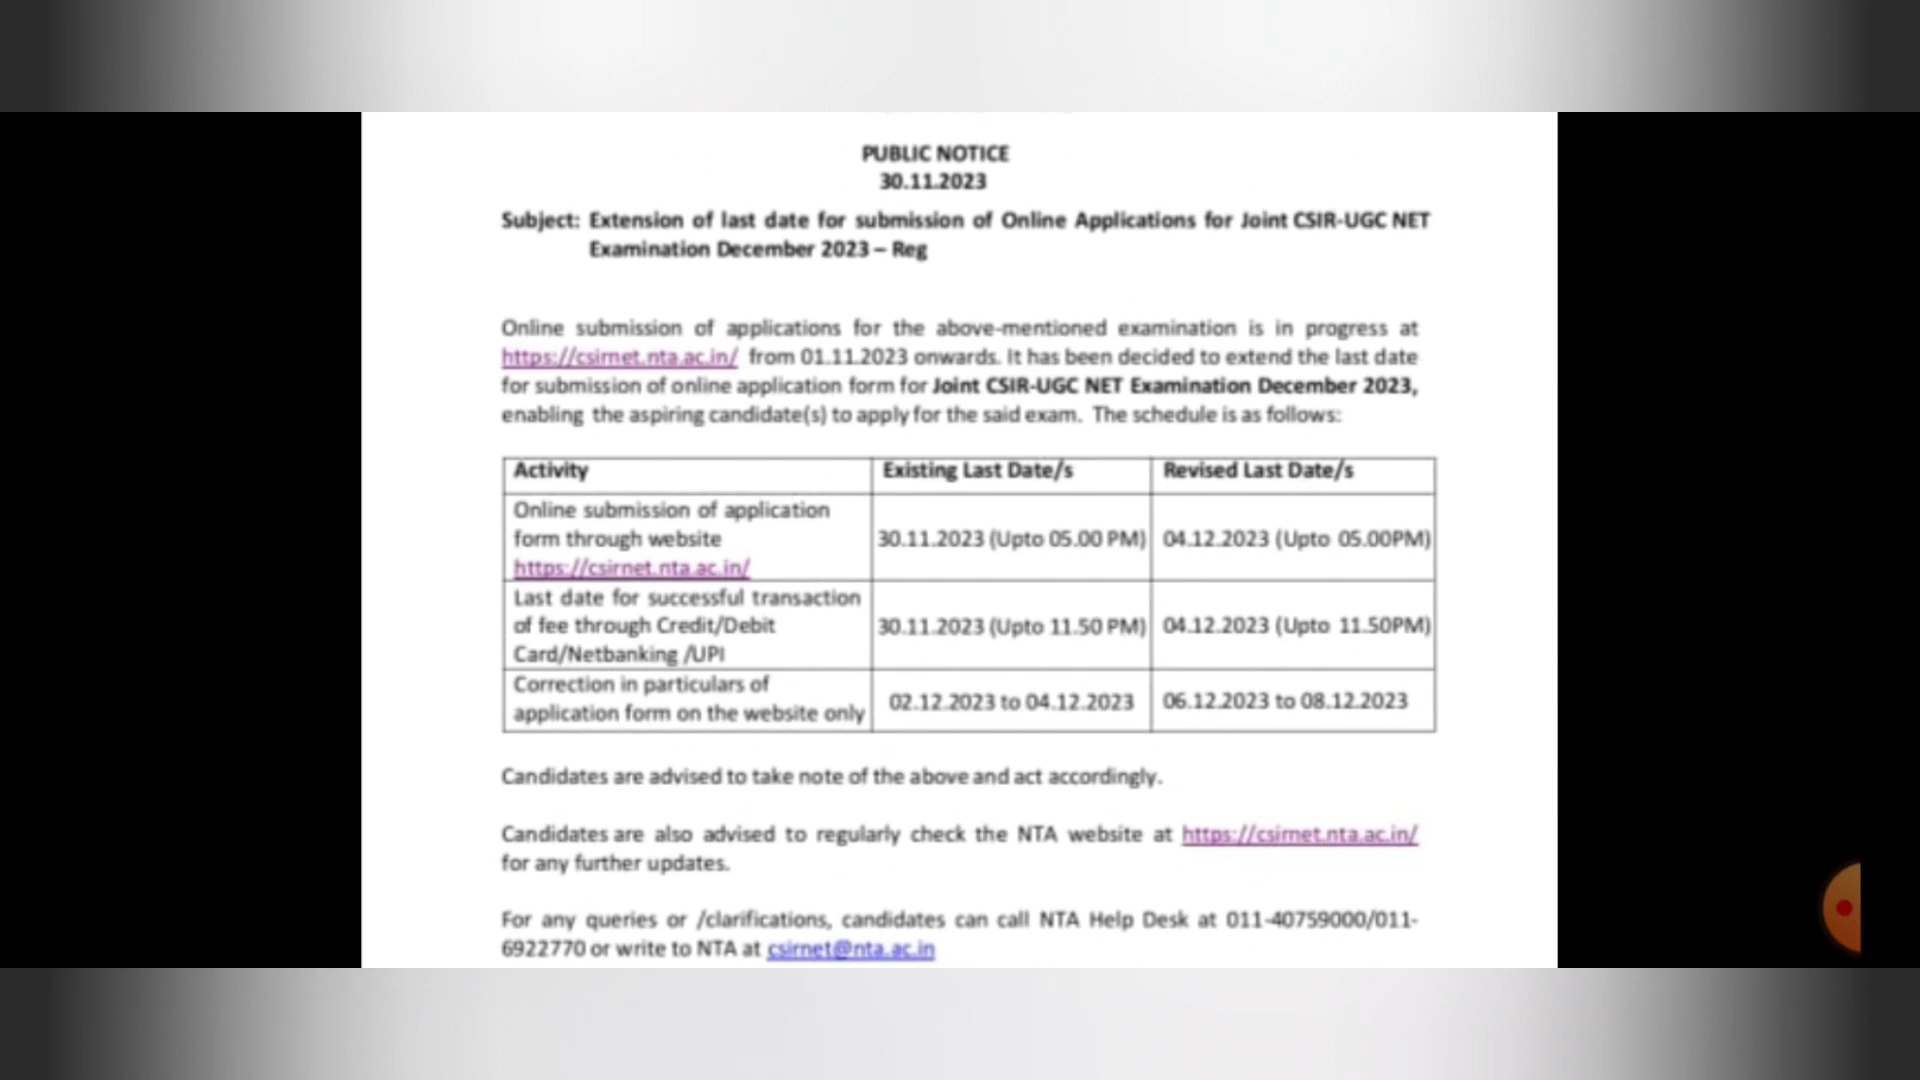 PUBLIC NOTICE
30.11.2023
Subject: Extension of last date for submission of Online Applications for Joint CSIR-UGC NET
Examination December 2023 – Reg
Online submission of applications for the above-mentioned examination is in progress at
https://csirnet.nta.ac.in/ from 01.11.2023 onwards. It has been decided to extend the last date
for submission of online application form for Joint CSIR-UGC NET Examination December 2023,
enabling the aspiring candidate(s) to apply for the said exam. The schedule is as follows:
Activity Existing Last Date/s Revised Last Date/s
Online submission of application
form through website
https://csirnet.nta.ac.in/
30.11.2023 (Upto 05.00 PM) 04.12.2023 (Upto 05.00PM)
Last date for successful transaction
of fee through Credit/Debit
Card/Netbanking /UPI
30.11.2023 (Upto 11.50 PM) 04.12.2023 (Upto 11.50PM)
Correction in particulars of
application form on the website only
02.12.2023 to 04.12.2023 06.12.2023 to 08.12.2023
Candidates are advised to take note of the above and act accordingly.
Candidates are also advised to regularly check the NTA website at https://csirnet.nta.ac.in/
for any further updates.
For any queries or /clarifications, candidates can call NTA Help Desk at 011-40759000/011-
6922770 or write to NTA at csirnet@nta.ac.in